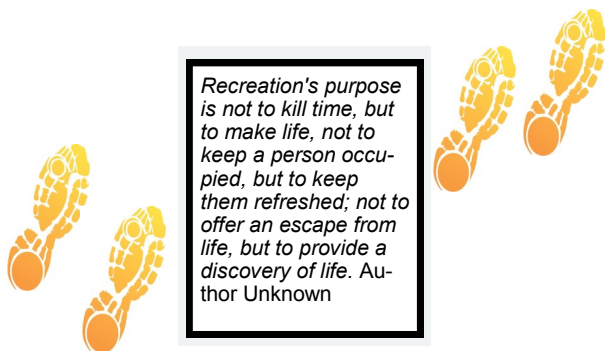 Recreation's purpose
is not to kill time, but
to make life, not to
keep a person occu-
pied, but to keep
them refreshed; not to
offer an escape from
life, but to provide a
discovery of life. Au-
thor Unknown